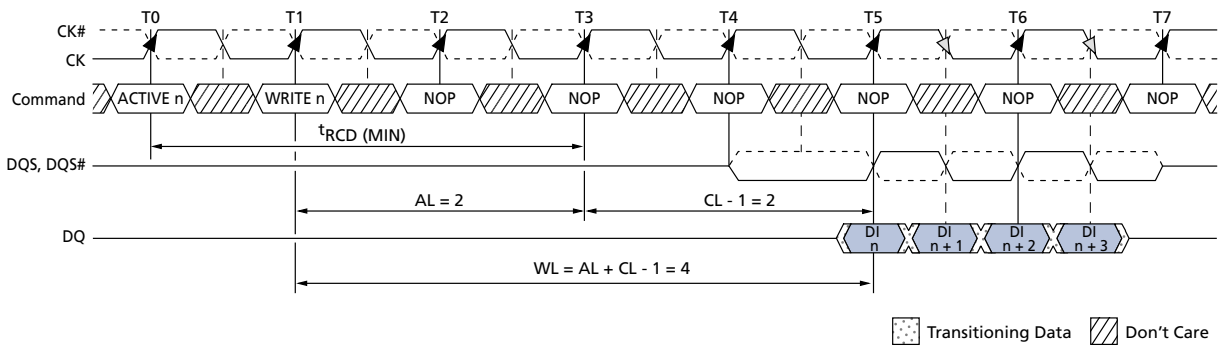 T0 T1 T2 T3 T4 T5 T6 T7
CK#
CK
Command ACTIVE n WRITE n NOP NOP NOP NOP NOP NOP
tRCD (MIN)
DQS, DQS#
AL = 2 CL - 1 = 2
DQ DI n DI n + 1 DI n + 2 DI n + 3
WL = AL + CL - 1 = 4
Transitioning Data Don't Care